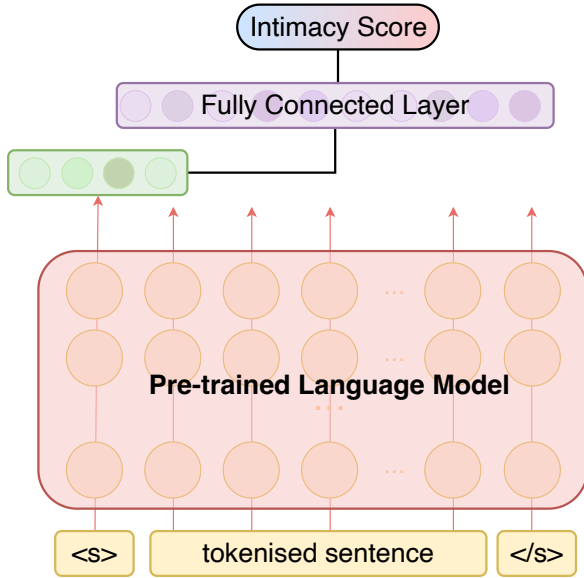 Intimacy Score
Fully Connected Layer
...
...
Pre-trained Language Model
...
...
<s> tokenised sentence </s>